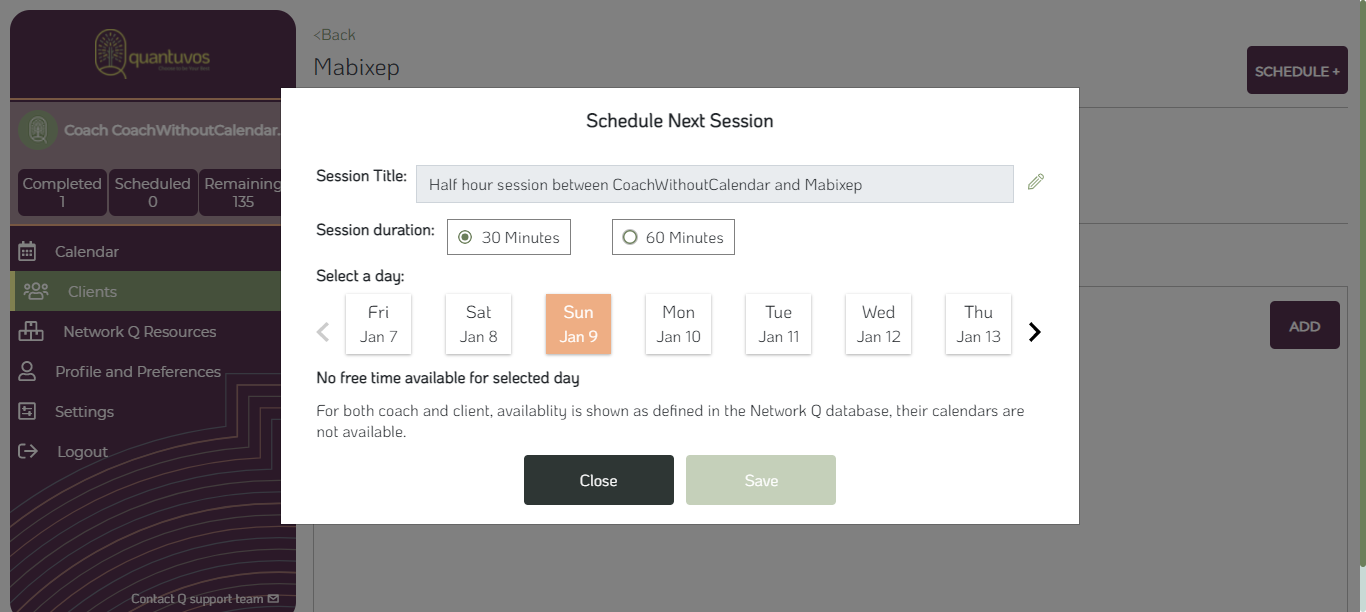 quantuvos
<Back
Mabixep
SCHEDULE +
Coach CoachWithoutCalendar.
Completed
1
Scheduled
0
Remaining
135
Calendar
Clients
Network Q Resources
Profile and Preferences
Settings
Logout
Contact Q support team
Schedule Next Session
Session Title:
Half hour session between CoachWithoutCalendar and Mabixep
Session duration:
30 Minutes
60 Minutes
Select a day:
Fri
Jan 7
Sat
Jan 8
Sun
Jan 9
Mon
Jan 10
Tue
Jan 11
Wed
Jan 12
Thu
Jan 13
No free time available for selected day
For both coach and client, availablity is shown as defined in the Network Q database, their calendars are
not available.
Close
Save
ADD